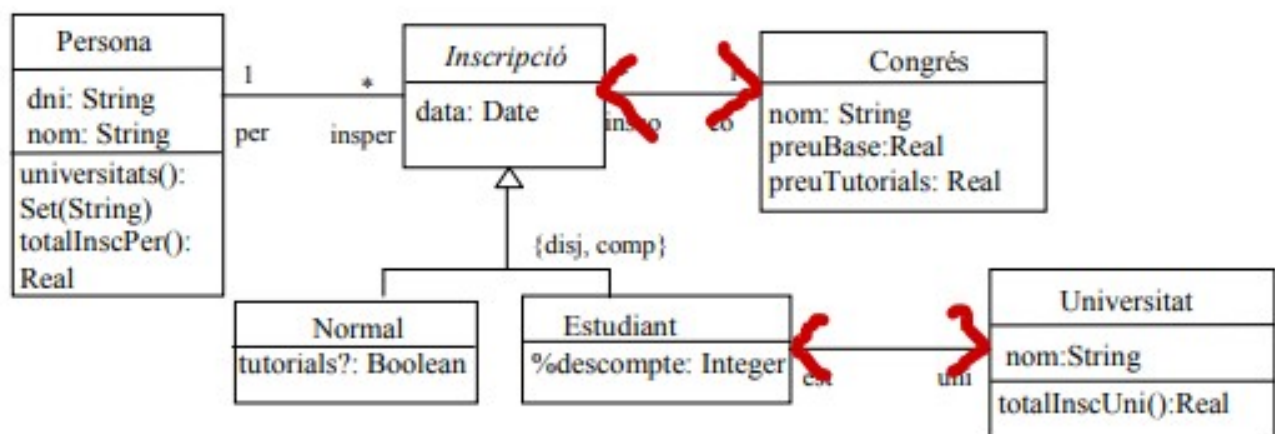 Persona
dni: String
nom: String
universitats():
Set(String)
totalInscPer():
Real
1
per
*
insper
Inscripció
data: Date
Congrés
nom: String
preuBase:Real
preuTutorials: Real
{disj, comp}
Normal
tutorials?: Boolean
Estudiant
%descompte: Integer
est
uni
Universitat
nom:String
totalInscUni():Real